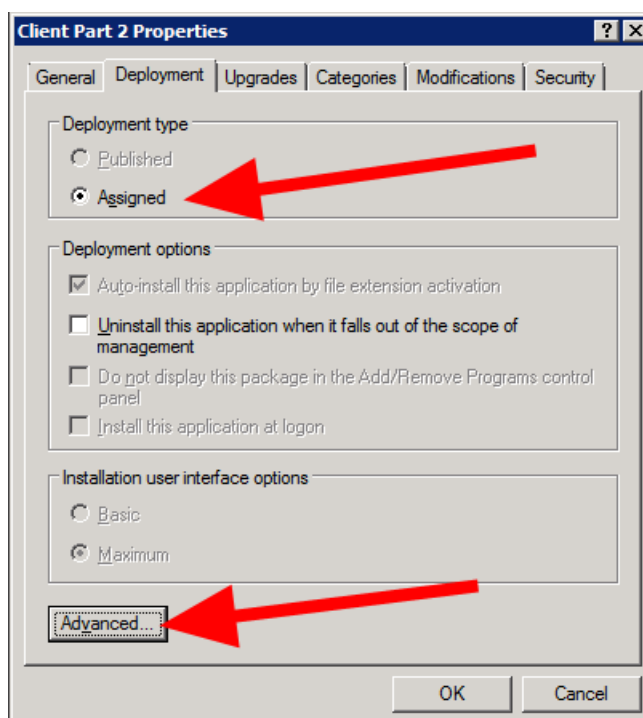 Client Part 2 Properties
General Deployment Upgrades Categories Modifications Security
Deployment type
Published
Assigned
Deployment options
Auto-install this application by file extension activation
Uninstall this application when it falls out of the scope of
management
Do not display this package in the Add/Remove Programs control
panel
Install this application at logon
Installation user interface options
Basic
Maximum
Advanced...
OK Cancel